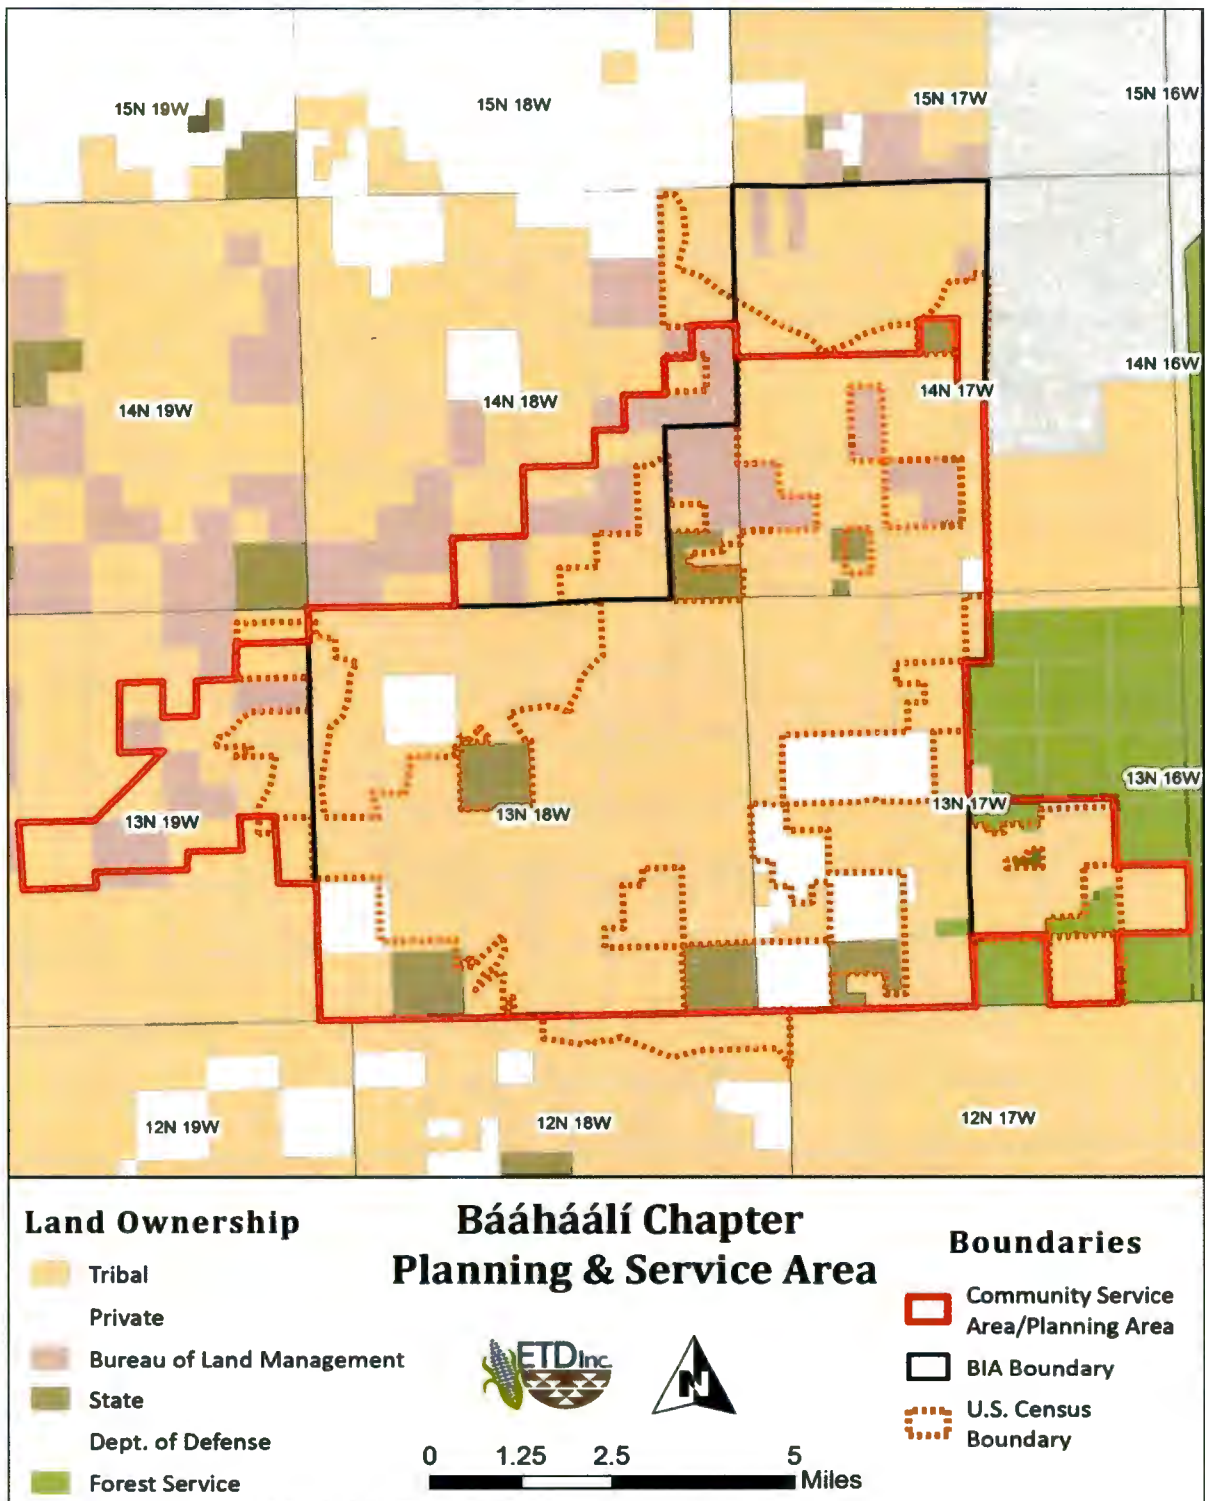 15N 19W
15N 18W
15N 17W
15N 16W
14N 19W
14N 18W
14N 17W
14N 16W
13N 19W
13N 18W
13N 17W
13N 16W
12N 19W
12N 18W
12N 17W
Land Ownership
Tribal
Private
Bureau of Land Management
State
Dept. of Defense
Forest Service
Bááháálí Chapter
Planning & Service Area
ETD Inc.
N
0 1.25 2.5 5
Miles
Boundaries
Community Service
Area/Planning Area
BIA Boundary
U.S. Census
Boundary